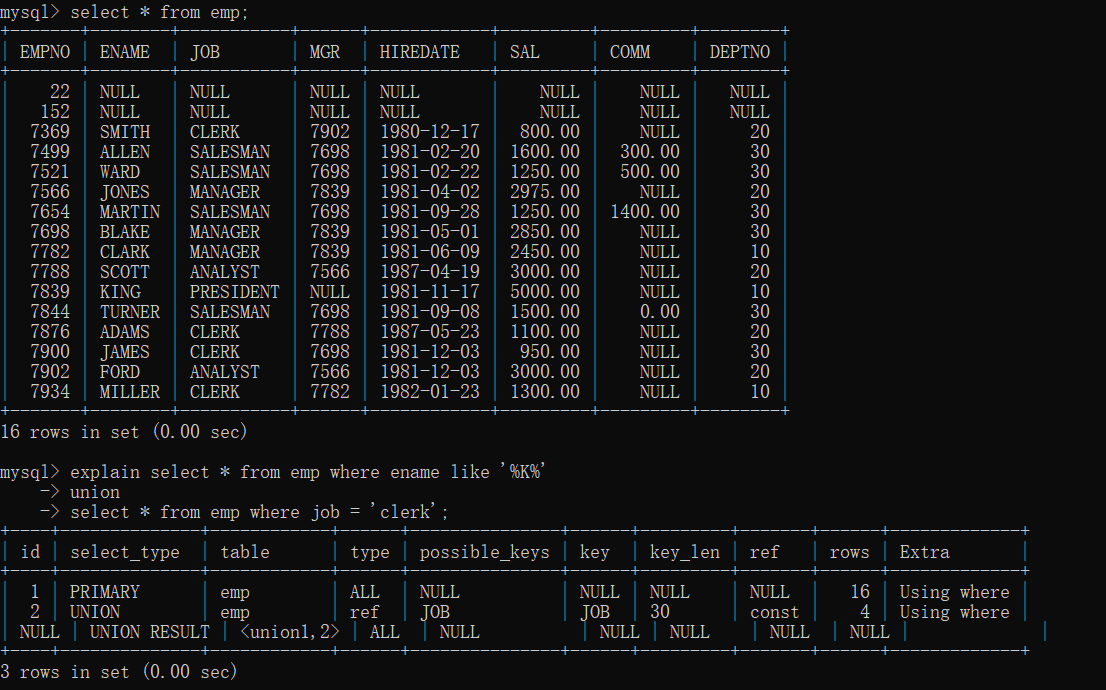 mysql> select * from emp;
+-------+--------+-----------+------+------------+---------+---------+--------+
| EMPNO | ENAME | JOB | MGR | HIREDATE | SAL | COMM | DEPTNO |
+-------+--------+-----------+------+------------+---------+---------+--------+
| 22 | NULL | NULL | NULL | NULL | NULL | NULL | NULL |
| 152 | NULL | NULL | NULL | NULL | NULL | NULL | NULL |
| 7369 | SMITH | CLERK | 7902 | 1980-12-17 | 800.00 | NULL | 20 |
| 7499 | ALLEN | SALESMAN | 7698 | 1981-02-20 | 1600.00 | 300.00 | 30 |
| 7521 | WARD | SALESMAN | 7698 | 1981-02-22 | 1250.00 | 500.00 | 30 |
| 7566 | JONES | MANAGER | 7839 | 1981-04-02 | 2975.00 | NULL | 20 |
| 7654 | MARTIN | SALESMAN | 7698 | 1981-09-28 | 1250.00 | 1400.00 | 30 |
| 7698 | BLAKE | MANAGER | 7839 | 1981-05-01 | 2850.00 | NULL | 30 |
| 7782 | CLARK | MANAGER | 7839 | 1981-06-09 | 2450.00 | NULL | 10 |
| 7788 | SCOTT | ANALYST | 7566 | 1987-04-19 | 3000.00 | NULL | 20 |
| 7839 | KING | PRESIDENT | NULL | 1981-11-17 | 5000.00 | NULL | 10 |
| 7844 | TURNER | SALESMAN | 7698 | 1981-09-08 | 1500.00 | 0.00 | 30 |
| 7876 | ADAMS | CLERK | 7788 | 1987-05-23 | 1100.00 | NULL | 20 |
| 7900 | JAMES | CLERK | 7698 | 1981-12-03 | 950.00 | NULL | 30 |
| 7902 | FORD | ANALYST | 7566 | 1981-12-03 | 3000.00 | NULL | 20 |
| 7934 | MILLER | CLERK | 7782 | 1982-01-23 | 1300.00 | NULL | 10 |
+-------+--------+-----------+------+------------+---------+---------+--------+
16 rows in set (0.00 sec)
mysql> explain select * from emp where ename like '%K%'
-> union
-> select * from emp where job = 'clerk';
+----+-------------+------------+------+---------------+------+---------+-------+------+-------------+
| id | select_type | table | type | possible_keys | key | key_len | ref | rows | Extra |
+----+-------------+------------+------+---------------+------+---------+-------+------+-------------+
| 1 | PRIMARY | emp | ALL | NULL | NULL | NULL | NULL | 16 | Using where |
| 2 | UNION | emp | ref | JOB | JOB | 30 | const | 4 | Using where |
| NULL | UNION RESULT | <union1,2> | ALL | NULL | NULL | NULL | NULL | NULL | |
+----+-------------+------------+------+---------------+------+---------+-------+------+-------------+
3 rows in set (0.00 sec)